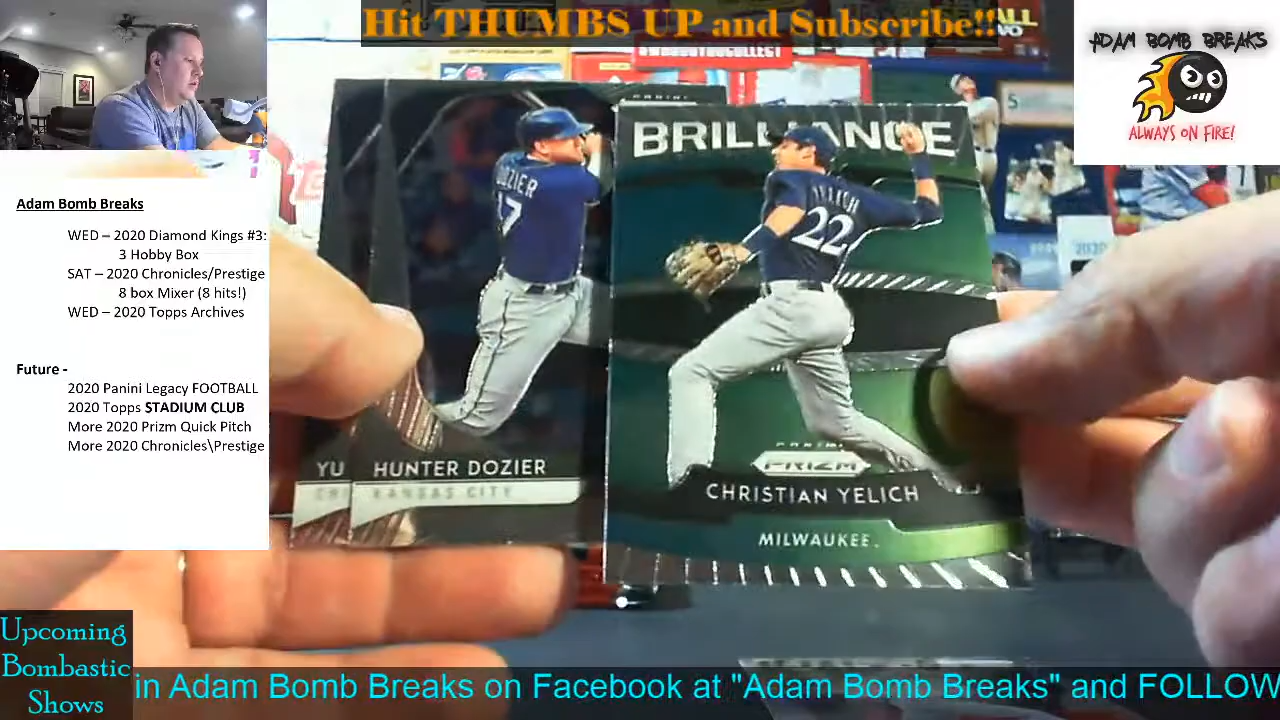 Hit THUMBS UP and Subscribe!!
ADAM BOMB BREAKS
ALWAYS ON FIRE!
Adam Bomb Breaks
WED – 2020 Diamond Kings #3:
3 Hobby Box
SAT – 2020 Chronicles/Prestige
8 box Mixer (8 hits!)
WED – 2020 Topps Archives
Future -
2020 Panini Legacy FOOTBALL
2020 Topps STADIUM CLUB
More 2020 Prizm Quick Pitch
More 2020 Chronicles\Prestige
PANINI
BRILLIANCE
DOZIER
17
YELICH
22
YU
HUNTER DOZIER
CHI
KANSAS CITY
PANINI
PRIZM
CHRISTIAN YELICH
MILWAUKEE
Upcoming
Bombastic
Shows
in Adam Bomb Breaks on Facebook at "Adam Bomb Breaks" and FOLLOW